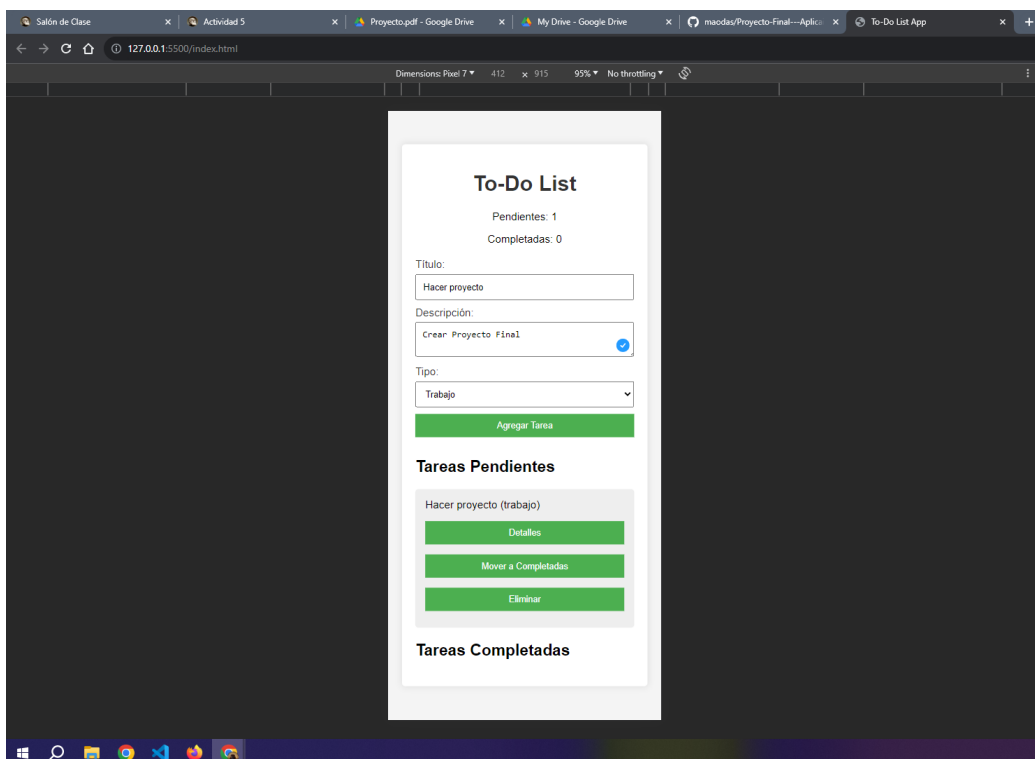 Salón de Clase
Actividad 5
Proyecto.pdf - Google Drive
My Drive - Google Drive
maodas/Proyecto-Final---Aplica
To-Do List App
127.0.0.1:5500/index.html
Dimensions: Pixel 7 ▼ 412 x 915 95% ▼ No throttling ▼
To-Do List
Pendientes: 1
Completadas: 0
Título:
Hacer proyecto
Descripción:
Crear Proyecto Final
Tipo:
Trabajo
Agregar Tarea
Tareas Pendientes
Hacer proyecto (trabajo)
Detalles
Mover a Completadas
Eliminar
Tareas Completadas